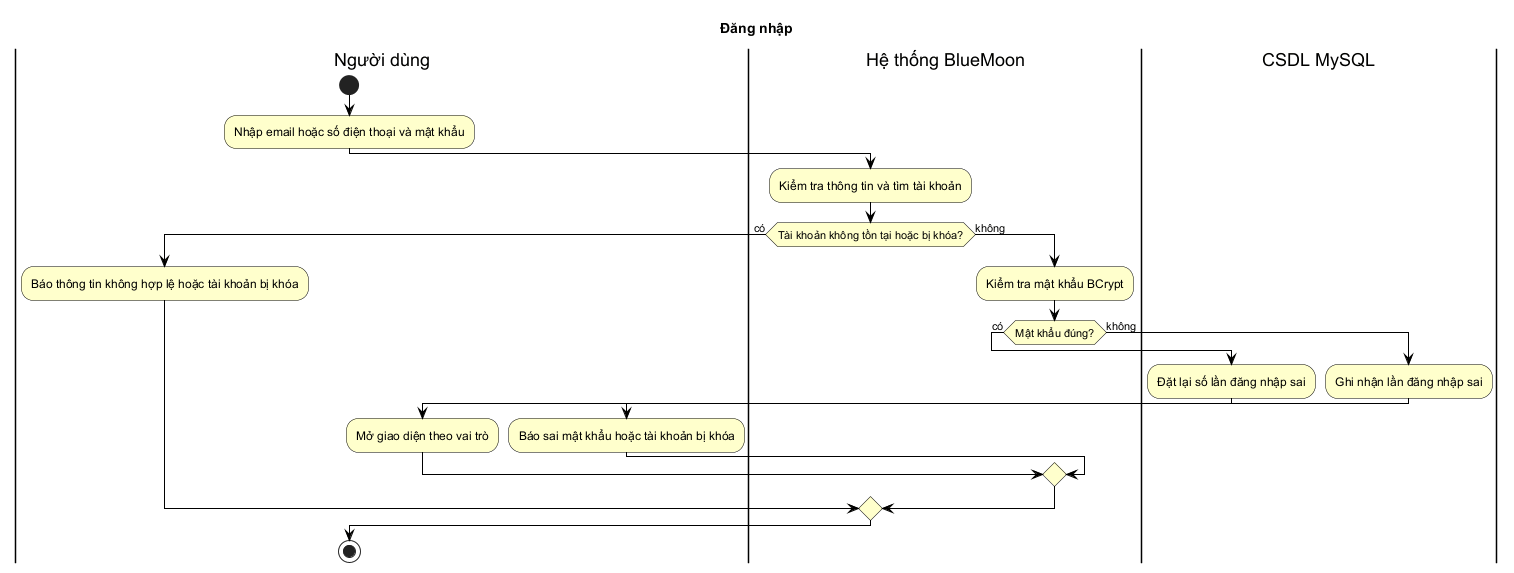 Đăng nhập
Người dùng
Hệ thống BlueMoon
CSDL MySQL
Nhập email hoặc số điện thoại và mật khẩu
Kiểm tra thông tin và tìm tài khoản
có
Tài khoản không tồn tại hoặc bị khóa?
không
Báo thông tin không hợp lệ hoặc tài khoản bị khóa
Kiểm tra mật khẩu BCrypt
có
Mật khẩu đúng?
không
Đặt lại số lần đăng nhập sai
Ghi nhận lần đăng nhập sai
Mở giao diện theo vai trò
Báo sai mật khẩu hoặc tài khoản bị khóa